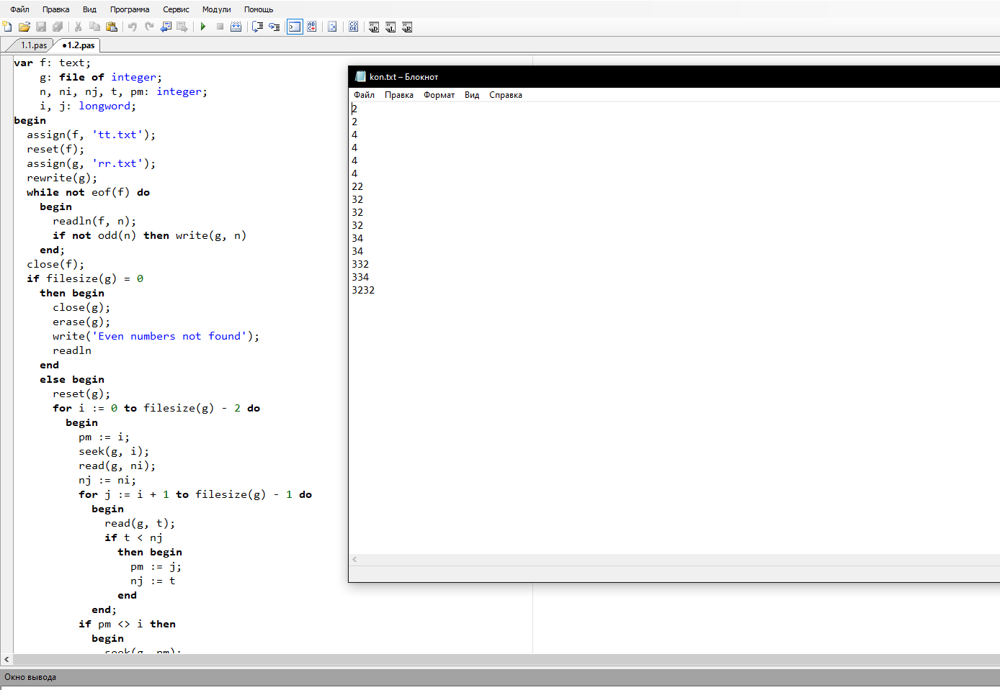 Файл Правка Вид Программа Сервис Модули Помощь
1.1.pas •1.2.pas
var f: text;
g: file of integer;
n, ni, nj, t, pm: integer;
i, j: longword;
begin
assign(f, 'tt.txt');
reset(f);
assign(g, 'rr.txt');
rewrite(g);
while not eof(f) do
begin
readln(f, n);
if not odd(n) then write(g, n)
end;
close(f);
if filesize(g) = 0
then begin
close(g);
erase(g);
write('Even numbers not found');
readln
end
else begin
reset(g);
for i := 0 to filesize(g) - 2 do
begin
pm := i;
seek(g, i);
read(g, ni);
nj := ni;
for j := i + 1 to filesize(g) - 1 do
begin
read(g, t);
if t < nj
then begin
pm := j;
nj := t
end
end;
if pm <> i then
begin
seek(g, pm);
Окно вывода
kon.txt – Блокнот
Файл Правка Формат Вид Справка
2
2
4
4
4
4
22
32
32
32
34
34
332
334
3232